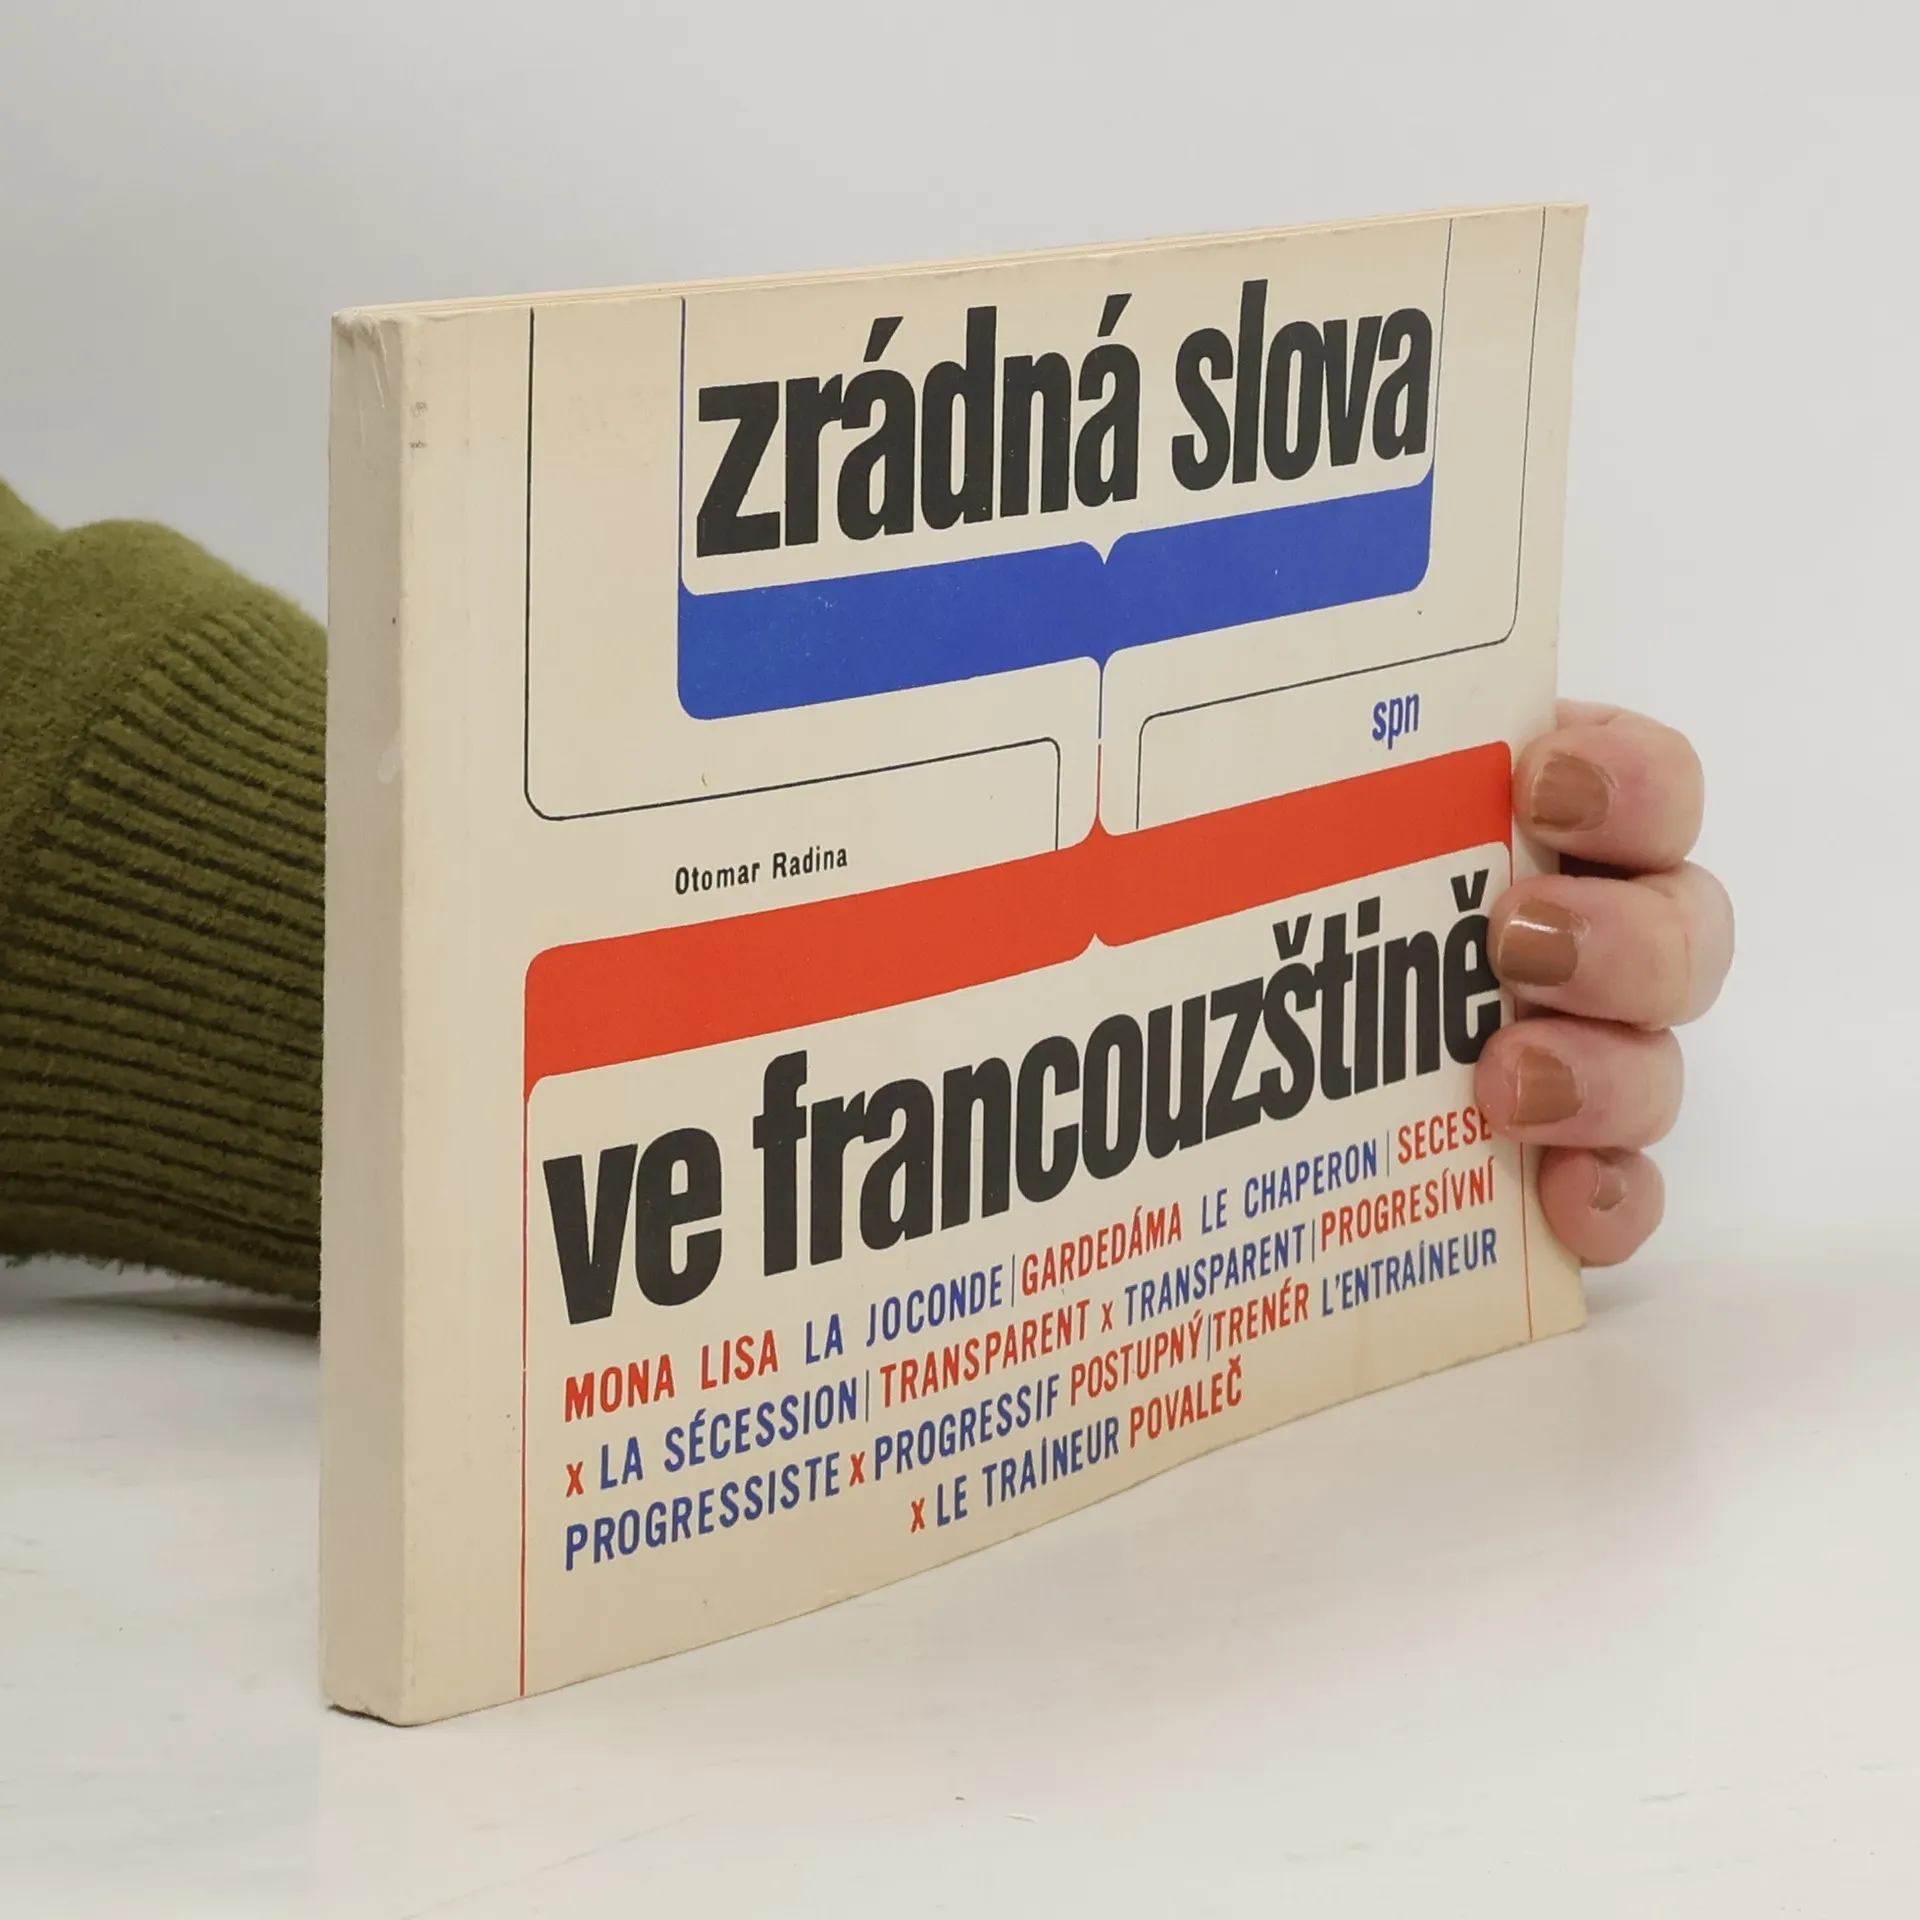 zrádná slova
spn
Otomar Radina
ve francouzštině
MONA LISA LA JOCONDE|GARDEDÁMA LE CHAPERON|SECESE
x LA SÉCESSION|TRANSPARENT x TRANSPARENT|PROGRESÍVNÍ
PROGRESSISTE x PROGRESSIF POSTUPNÝ|TRENÉR L'ENTRAÎNEUR
x LE TRAÎNEUR POVALEČ